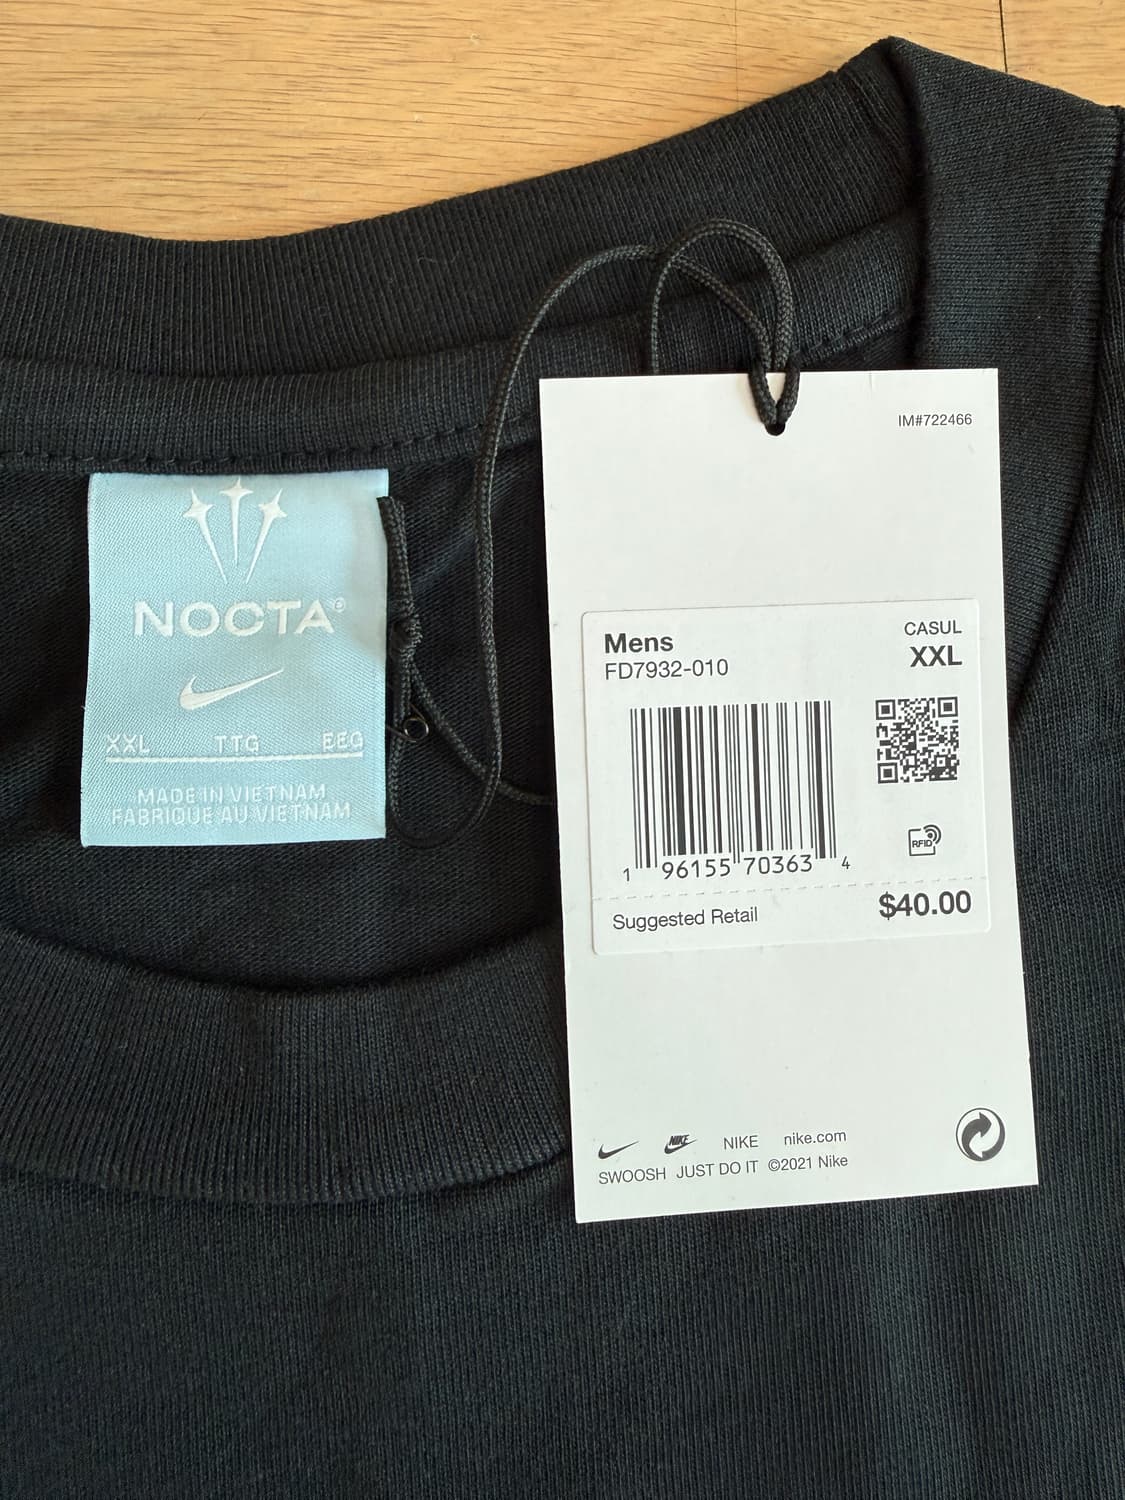 NOCTA®
XXL TTG EEG
MADE IN VIETNAM
FABRIQUE AU VIETNAM
IM#722466
Mens
FD7932-010
CASUL
XXL
1 96155 70363 4
RFID
Suggested Retail
$40.00
NIKE NIKE nike.com
SWOOSH JUST DO IT ©2021 Nike